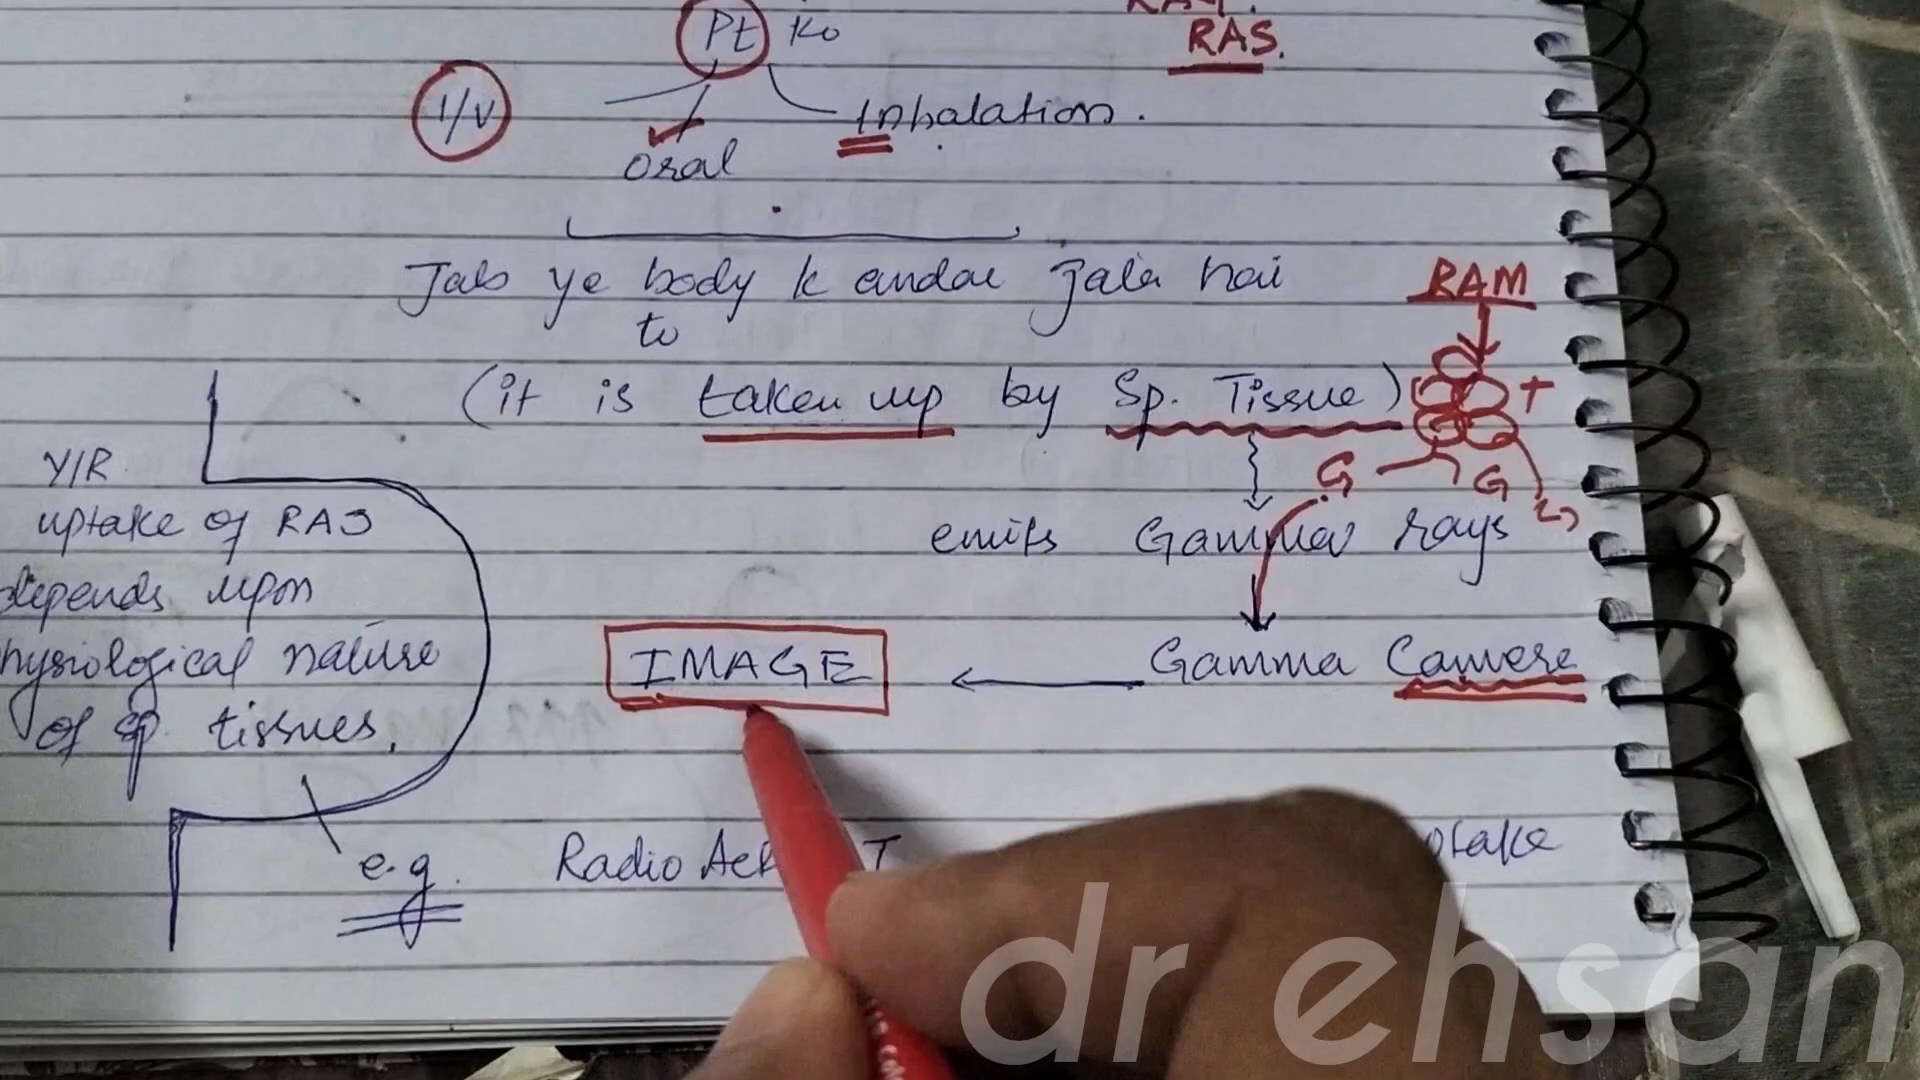 Pt ko
RAS.
I/V
Inhalation.
oral
Jab ye body k andar jata hai
to
RAM
(it is taken up by Sp. Tissue)
+
G
G
emits Gamma rays
Gamma Camera
IMAGE
Y/R
uptake of RAS
depends upon
physiological nature
of sp. tissues.
e.g.
Radio
dr ehsan